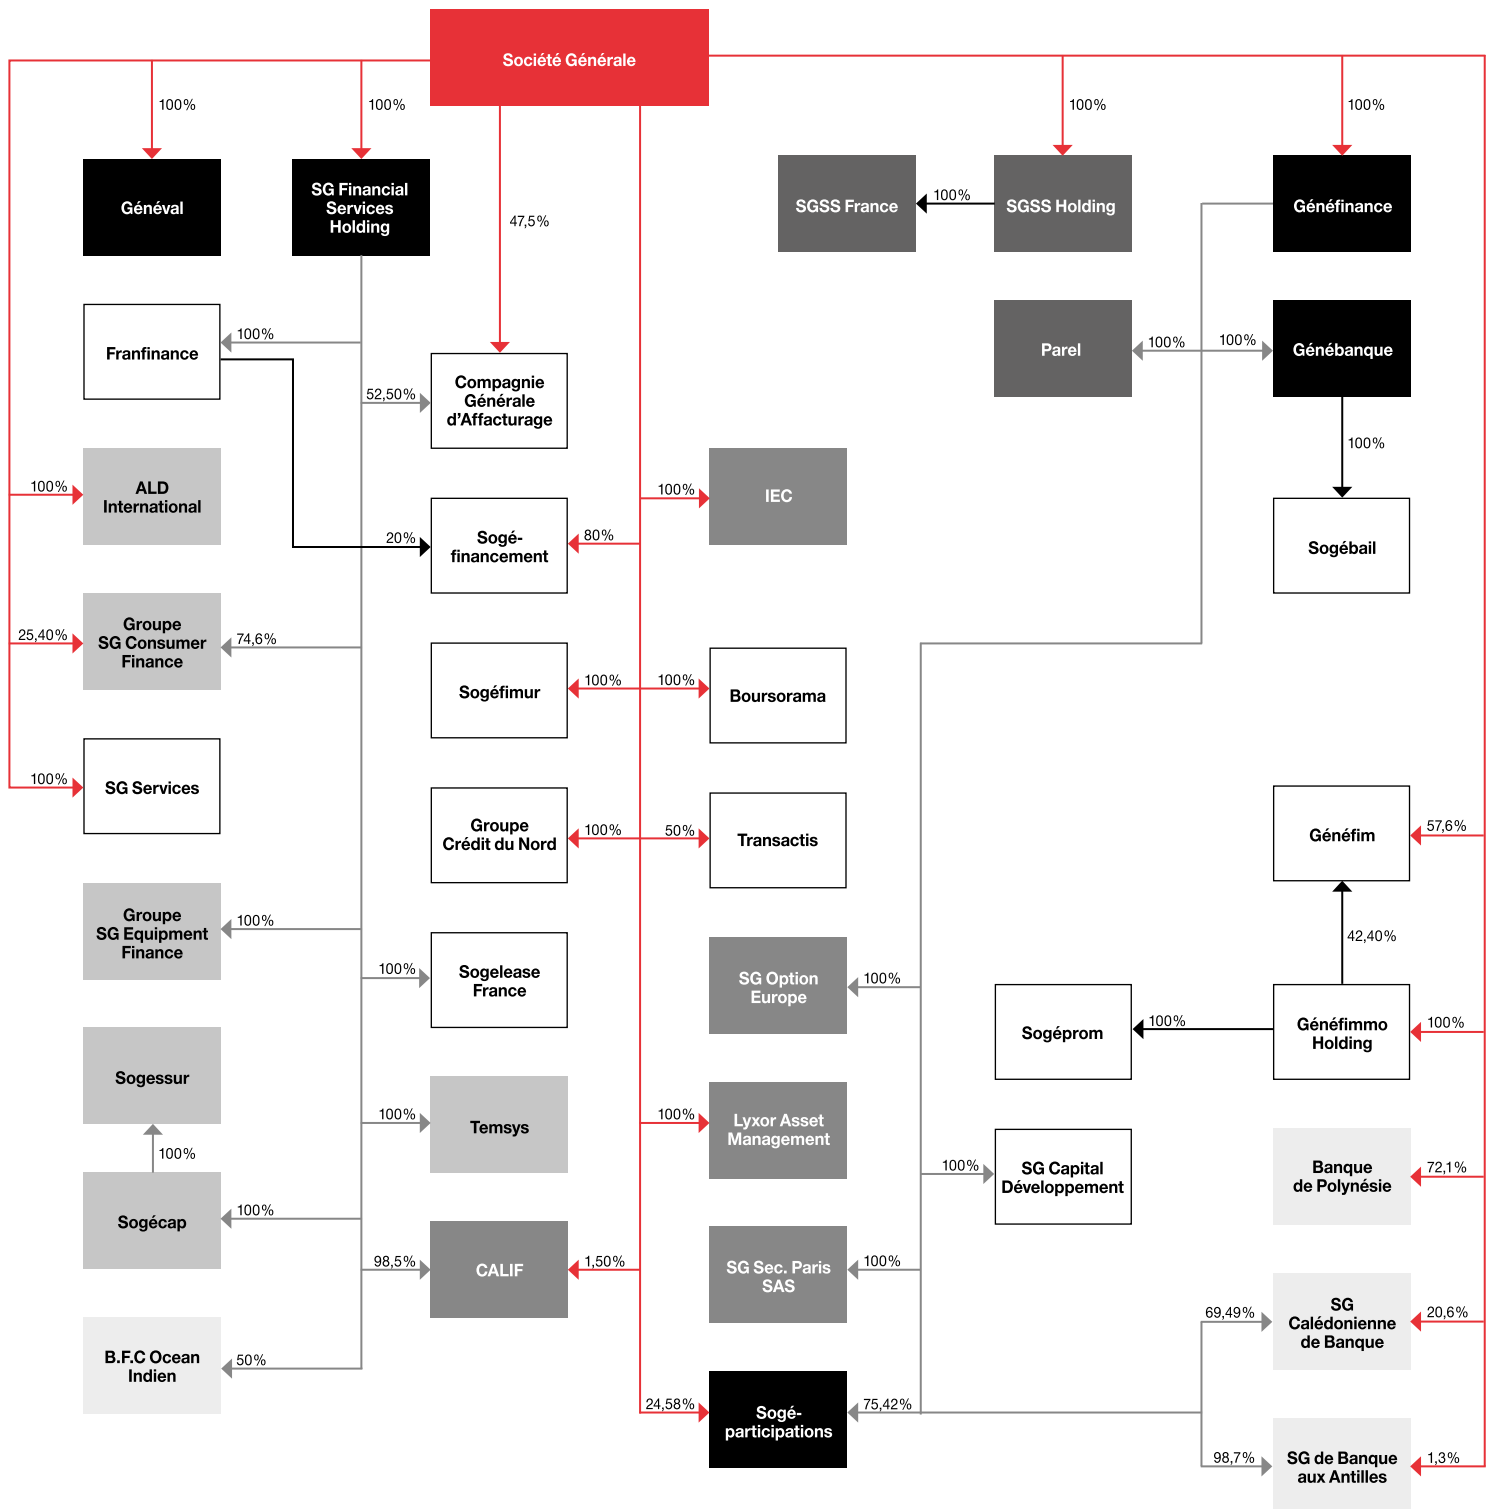 Société Générale
100%
100%
100%
100%
Généval
SG Financial
Services
Holding
47,5%
SGSS France
100%
SGSS Holding
Généfinance
Franfinance
100%
52,50%
Compagnie
Générale
d'Affacturage
Parel
100%
100%
Génébanque
100%
100%
ALD
International
20%
Sogé-
financement
80%
100%
IEC
Sogébail
25,40%
Groupe
SG Consumer
Finance
74,6%
Sogéfimur
100%
100%
Boursorama
100%
SG Services
Groupe
Crédit du Nord
100%
50%
Transactis
Généfim
57,6%
42,40%
Groupe
SG Equipment
Finance
100%
100%
Sogelease
France
SG Option
Europe
100%
Sogéprom
100%
Généfimmo
Holding
100%
Sogessur
100%
100%
Temsys
100%
Lyxor Asset
Management
100%
SG Capital
Développement
Banque
de Polynésie
72,1%
Sogécap
100%
98,5%
CALIF
1,50%
SG Sec. Paris
SAS
100%
69,49%
SG
Calédonienne
de Banque
20,6%
B.F.C Ocean
Indien
50%
24,58%
Sogé-
participations
75,42%
98,7%
SG de Banque
aux Antilles
1,3%